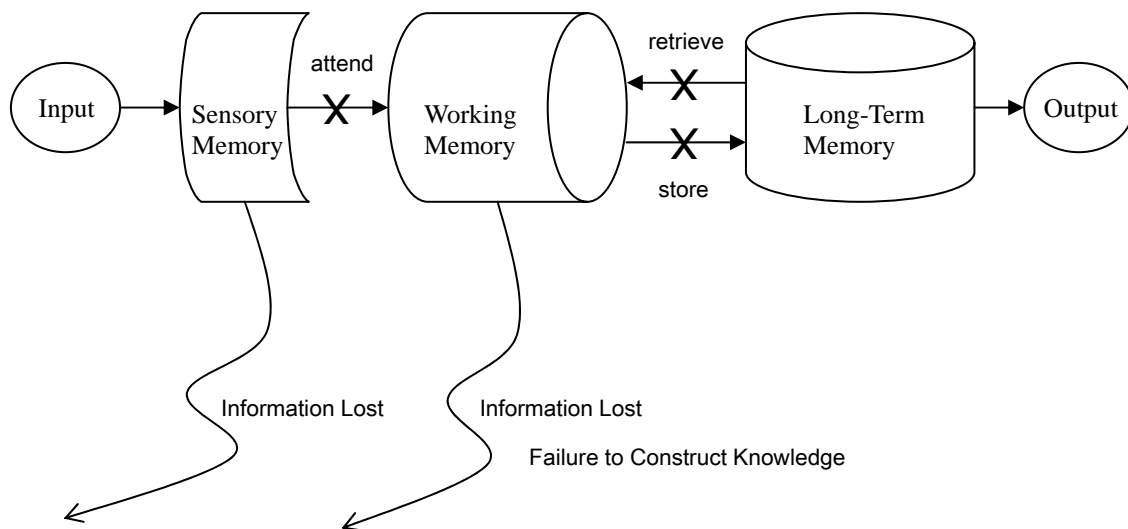 retrieve
attend
Input
Sensory
Memory
X
Working
Memory
X
X
Long-Term
Memory
Output
store
Information Lost
Information Lost
Failure to Construct Knowledge